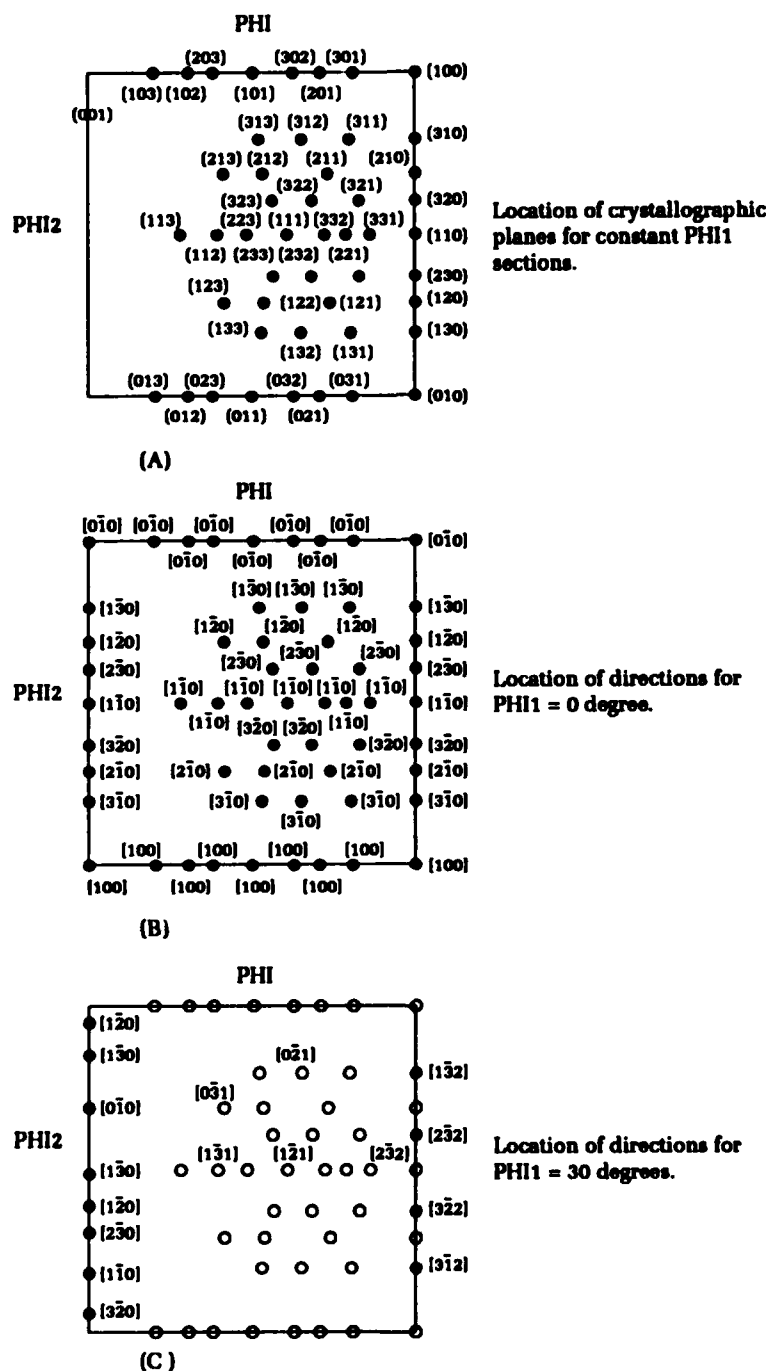 PHI
(203) (302) (301)
(100)
(103) (102) (101) (201)
(001)
(313) (312) (311) (310)
(213) (212) (211) (210)
(322) (321)
(323) (320)
PHI2
(113) (223) (111) (332) (331) (110)
(112) (233) (232) (221)
(230)
(123) (122) (121) (120)
(133) (130)
(132) (131)
(013) (023) (032) (031)
(010)
(012) (011) (021)
Location of crystallographic
planes for constant PHI1
sections.
(A)
PHI
[01̄0] [01̄0] [01̄0] [01̄0] [01̄0]
[01̄0]
[01̄0] [01̄0] [01̄0]
[13̄0] [13̄0] [13̄0]
[13̄0] [13̄0]
[12̄0] [12̄0] [12̄0] [12̄0] [12̄0]
[23̄0] [23̄0] [23̄0] [23̄0] [23̄0]
PHI2
[11̄0] [11̄0] [11̄0] [11̄0] [11̄0] [11̄0] [11̄0]
[11̄0] [11̄0]
[32̄0] [32̄0] [32̄0] [32̄0] [32̄0]
[21̄0] [21̄0] [21̄0] [21̄0] [21̄0]
[31̄0] [31̄0] [31̄0] [31̄0]
[31̄0]
[100] [100] [100] [100]
[100]
[100] [100] [100] [100]
Location of directions for
PHI1 = 0 degree.
(B)
PHI
[12̄0]
[13̄0] [02̄1]
[13̄2]
[03̄1]
[01̄0]
[23̄2]
PHI2
[13̄1] [12̄1] [23̄2]
[13̄0]
[12̄0] [32̄2]
[23̄0]
[11̄0] [31̄2]
[32̄0]
Location of directions for
PHI1 = 30 degrees.
(C)